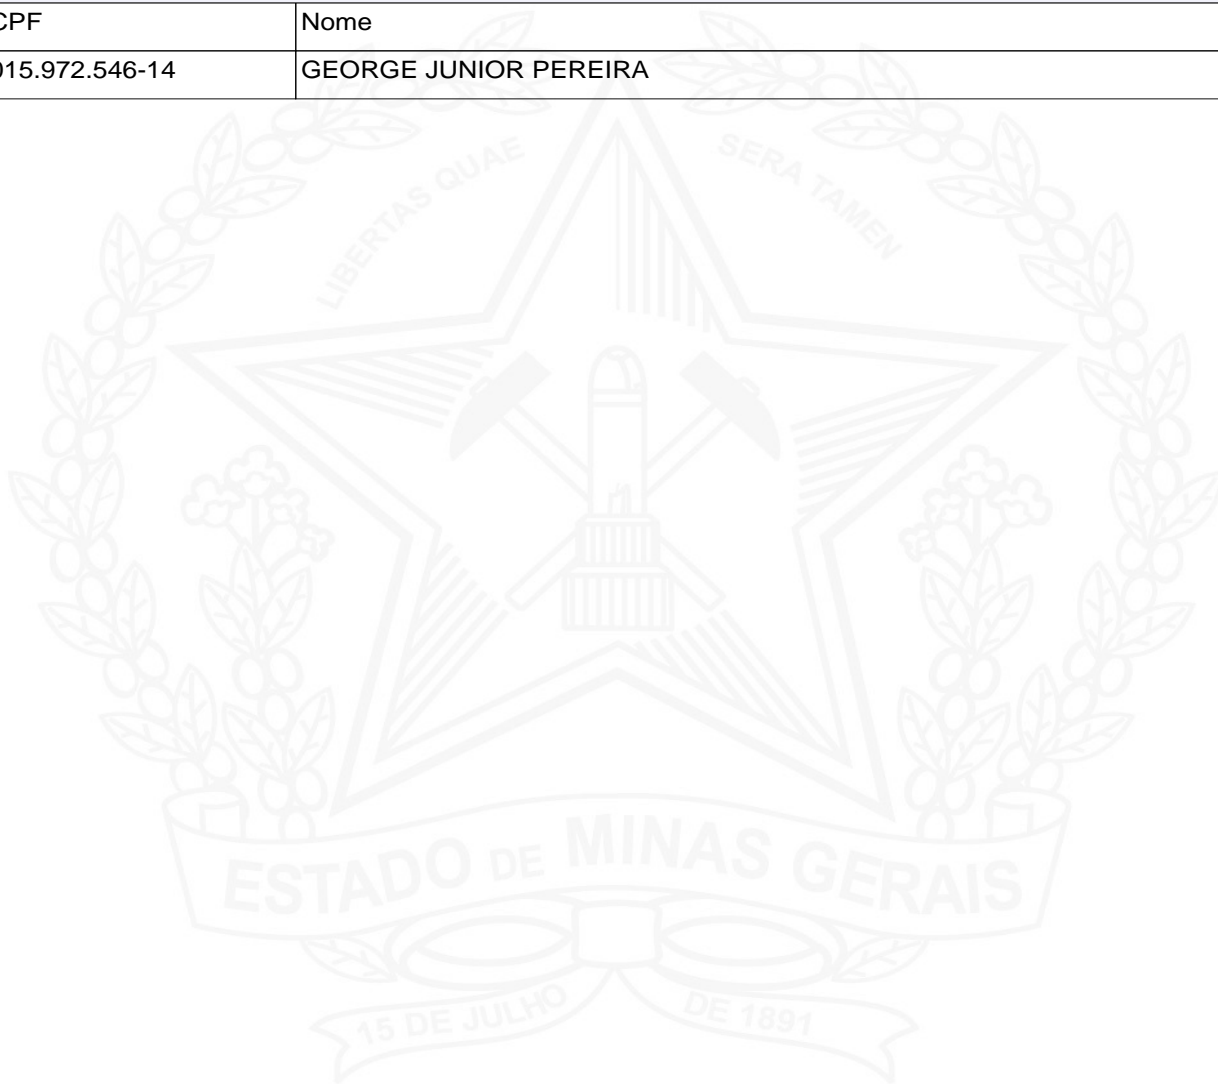 CPF Nome
015.972.546-14 GEORGE JUNIOR PEREIRA
LIBERTAS QUAE SERA TAMEN
ESTADO DE MINAS GERAIS
15 DE JULHO DE 1891